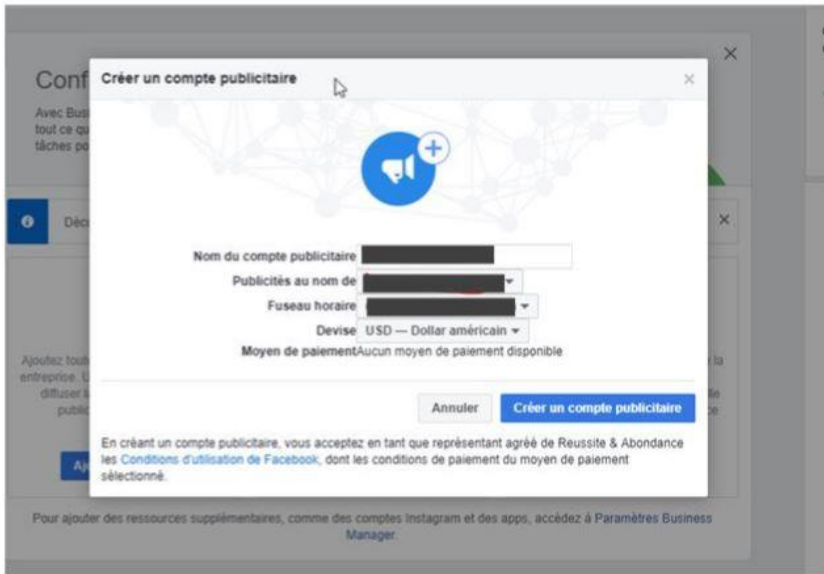 Conf
Créer un compte publicitaire
Avec Bus
tout ce qu
tâches po
Déc
Nom du compte publicitaire
Publicités au nom de
Fuseau horaire
Devise USD — Dollar américain
Moyen de paiement Aucun moyen de paiement disponible
Ajoutez tout
la
entreprise. L
diffuser l
publi
ce
Annuler Créer un compte publicitaire
En créant un compte publicitaire, vous acceptez en tant que représentant agréé de Reussite & Abondance
les Conditions d'utilisation de Facebook, dont les conditions de paiement du moyen de paiement
sélectionné.
Aj
Pour ajouter des ressources supplémentaires, comme des comptes Instagram et des apps, accédez à Paramètres Business
Manager.